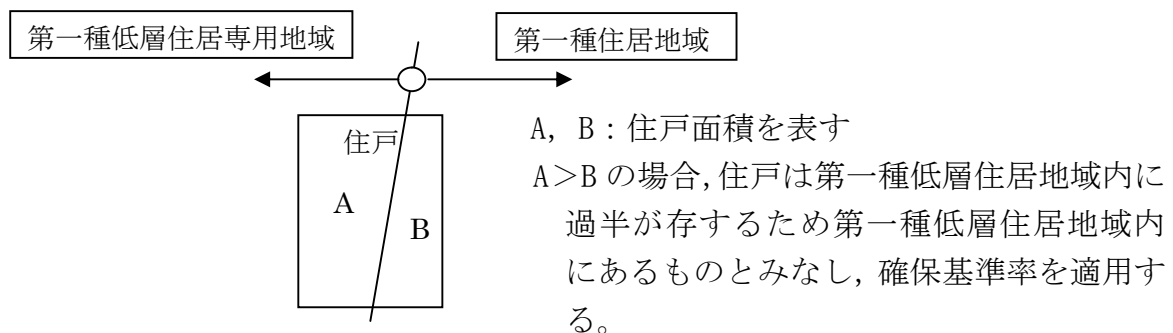 第一種低層住居専用地域
第一種住居地域
住戸
A
B
A, B：住戸面積を表す
A＞B の場合,住戸は第一種低層住居地域内に
過半が存するため第一種低層住居地域内
にあるものとみなし, 確保基準率を適用す
る。